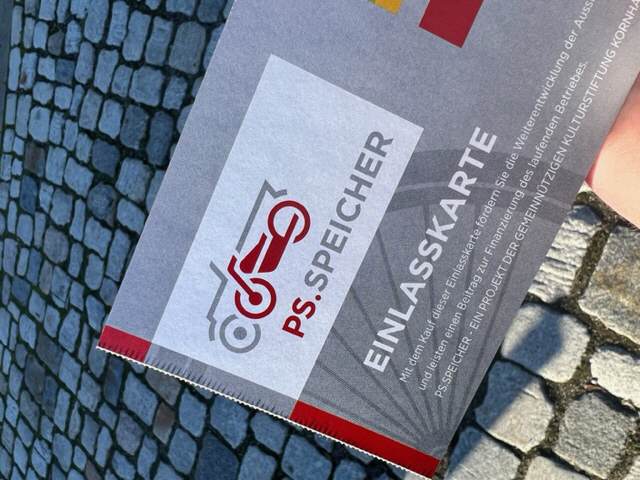 PS.SPEICHER
EINLASSKARTE
Mit dem Kauf dieser Einlasskarte fördern Sie die Weiterentwicklung der
und leisten einen Beitrag zur Finanzierung des laufenden Betriebes.
PS.SPEICHER - EIN PROJEKT DER GEMEINNÜTZIGEN KULTURSTIFTUNG